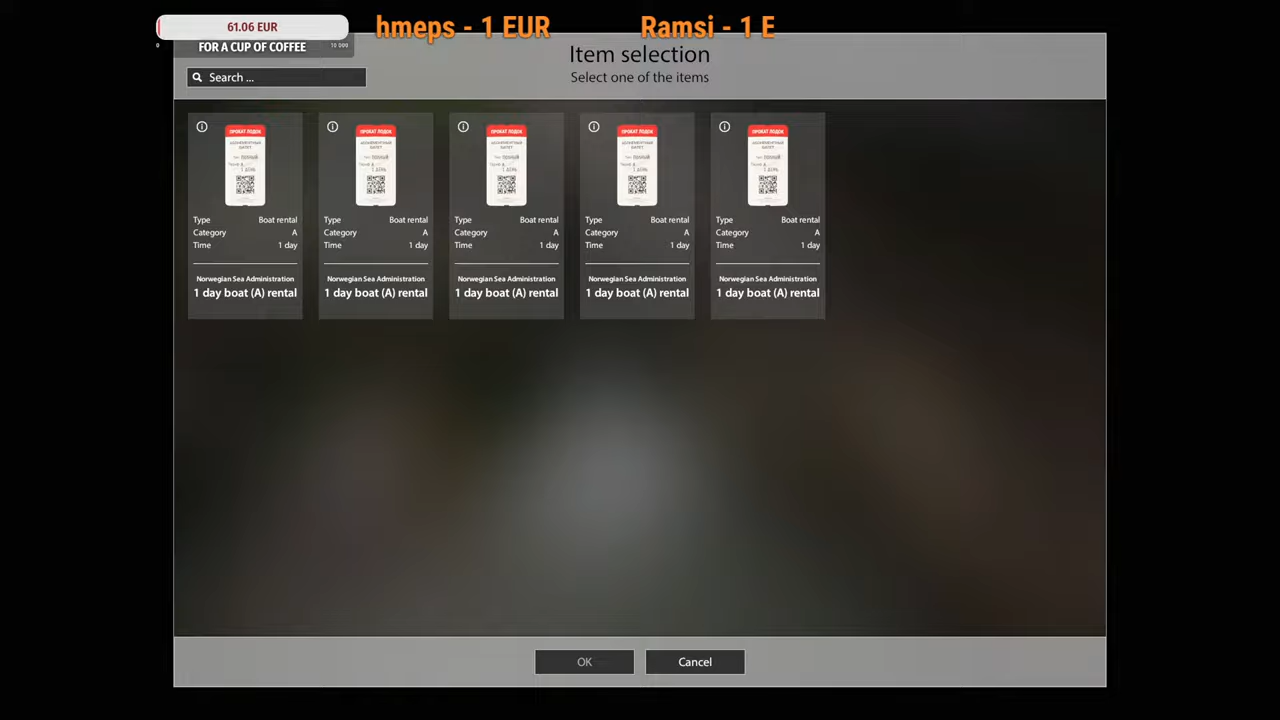 61.06 EUR
hmeps - 1 EUR
Ramsi - 1 E
0
FOR A CUP OF COFFEE
10 000
Item selection
Search ...
Select one of the items
ПРОКАТ ЛОДОК
ПРОКАТ ЛОДОК
ПРОКАТ ЛОДОК
ПРОКАТ ЛОДОК
ПРОКАТ ЛОДОК
Type Boat rental
Category A
Time 1 day
Norwegian Sea Administration
1 day boat (A) rental
Type Boat rental
Category A
Time 1 day
Norwegian Sea Administration
1 day boat (A) rental
Type Boat rental
Category A
Time 1 day
Norwegian Sea Administration
1 day boat (A) rental
Type Boat rental
Category A
Time 1 day
Norwegian Sea Administration
1 day boat (A) rental
Type Boat rental
Category A
Time 1 day
Norwegian Sea Administration
1 day boat (A) rental
OK
Cancel